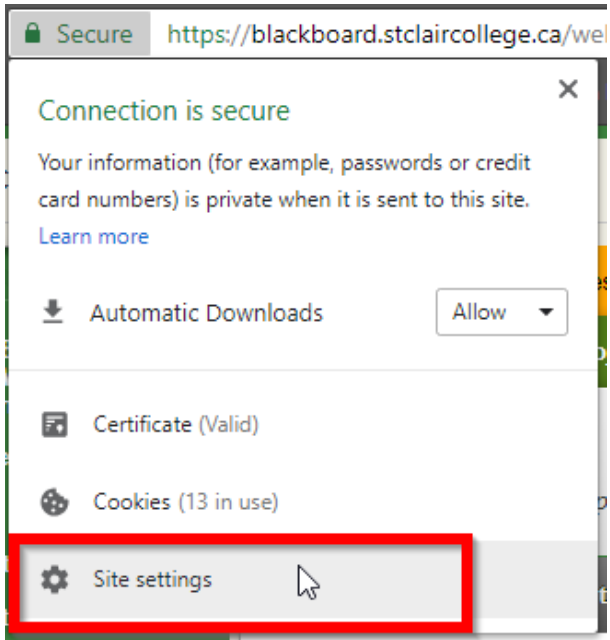 Secure https://blackboard.stclaircollege.ca/we
Connection is secure
Your information (for example, passwords or credit
card numbers) is private when it is sent to this site.
Learn more
Automatic Downloads Allow
Certificate (Valid)
Cookies (13 in use)
Site settings